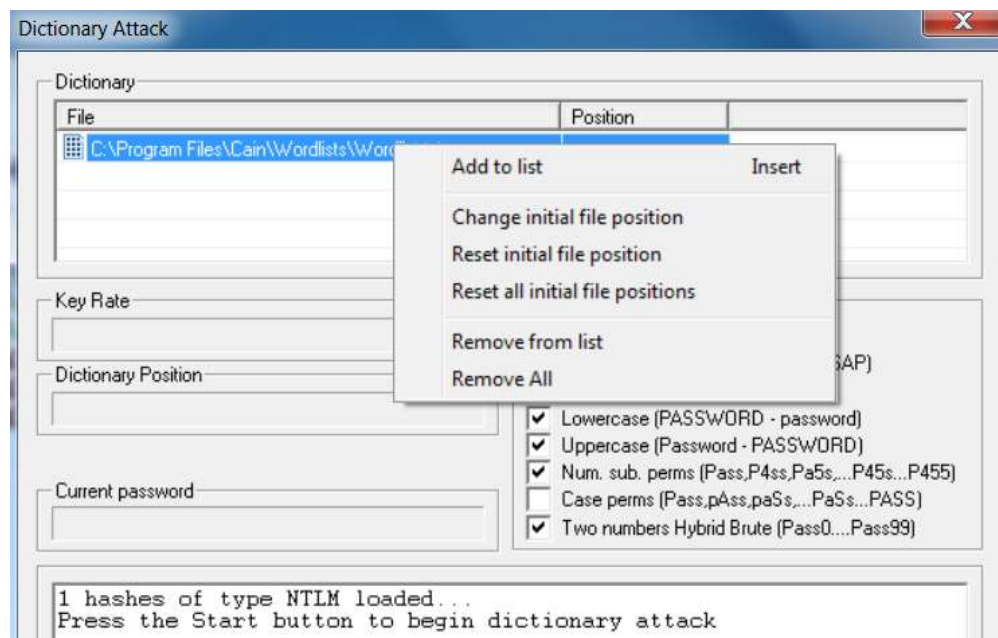 Dictionary Attack
Dictionary
File Position
C:\Program Files\Cain\Wordlists\
Add to list Insert
Change initial file position
Reset initial file position
Reset all initial file positions
Remove from list
Remove All
Key Rate
Dictionary Position
Lowercase (PASSWORD - password)
Uppercase (Password - PASSWORD)
Num. sub. perms (Pass,P4ss,Pa5s,...P45s...P455)
Case perms (Pass,pAss,paSs,...PaSs...PASS)
Two numbers Hybrid Brute (Pass0....Pass99)
Current password
1 hashes of type NTLM loaded...
Press the Start button to begin dictionary attack